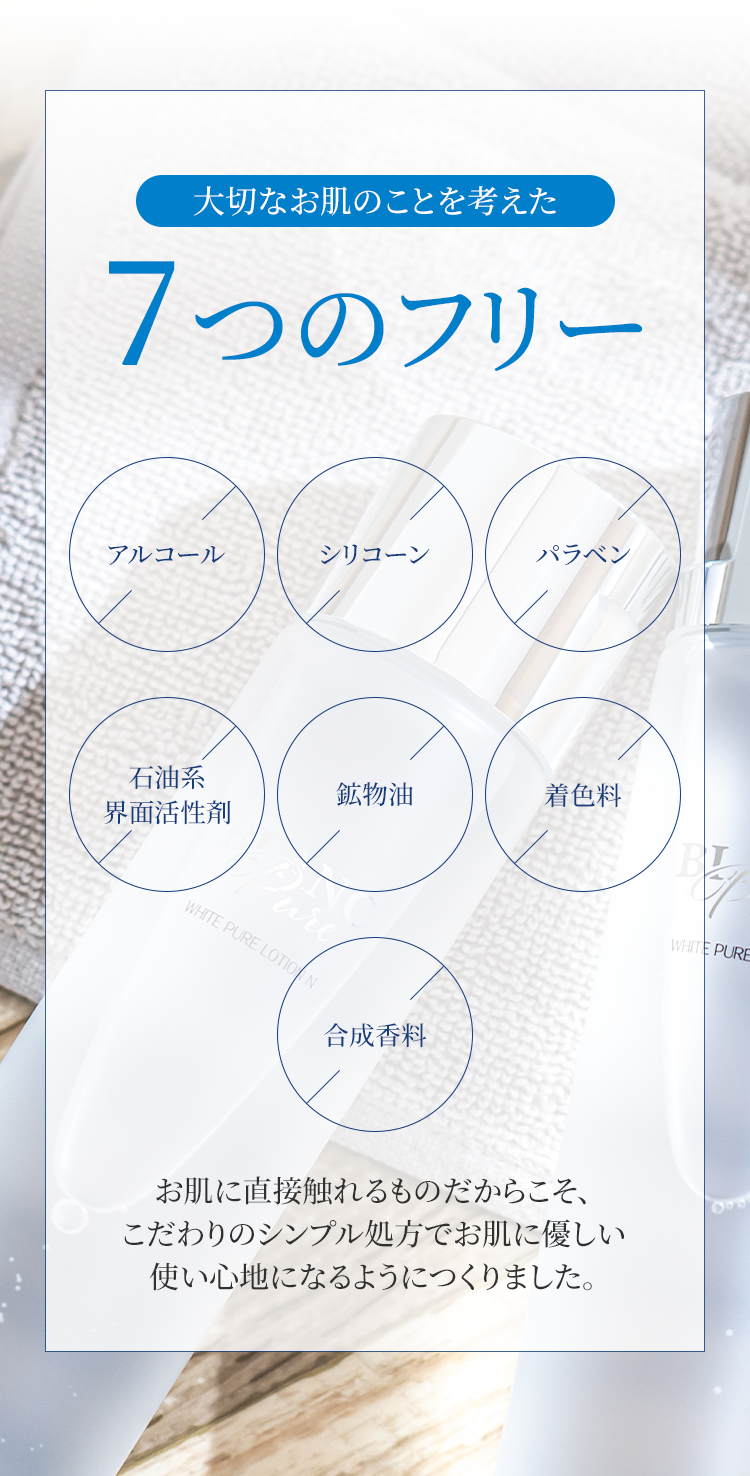 大切なお肌のことを考えた
7つのフリー
アルコール
シリコーン
パラベン
石油系
界面活性剤
鉱物油
着色料
合成香料
Pure
WHITE PURE LOTION N
WHITE PURE
お肌に直接触れるものだからこそ、
こだわりのシンプル処方でお肌に優しい
使い心地になるようにつくりました。